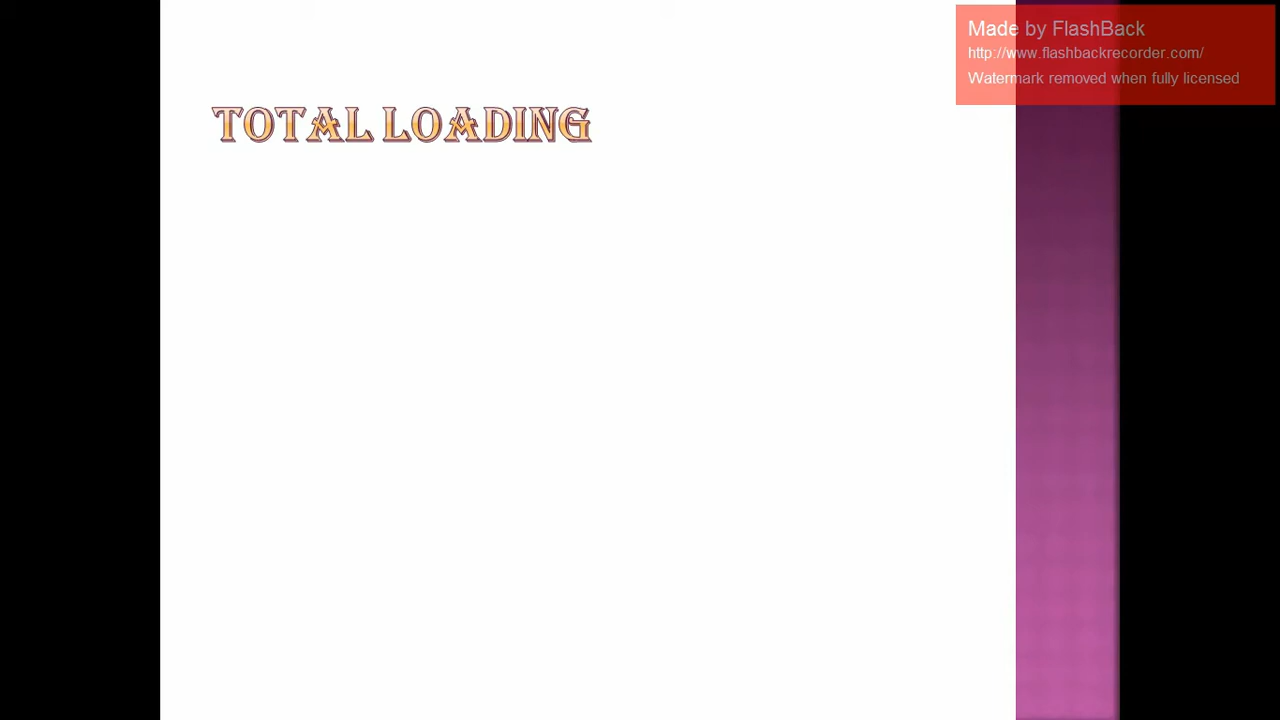 Made by FlashBack
http://www.flashbackrecorder.com/
Watermark removed when fully licensed
TOTAL LOADING